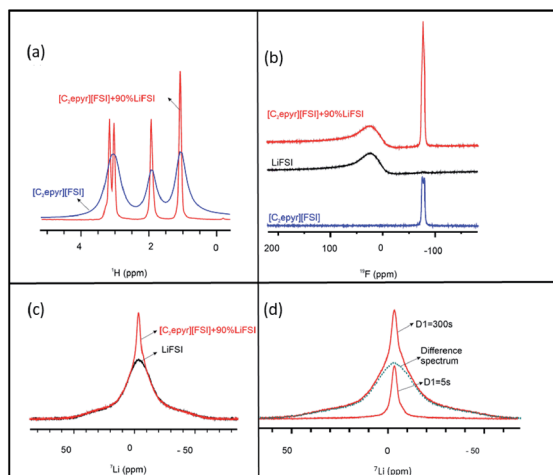 (a)
[C₂epyr][FSI]+90%LiFSI
[C₂epyr][FSI]
4 2 0
¹H (ppm)
(b)
[C₂epyr][FSI]+90%LiFSI
LiFSI
[C₂epyr][FSI]
200 100 0 -100
¹⁹F (ppm)
(c)
[C₂epyr][FSI]+90%LiFSI
LiFSI
50 0 - 50
⁷Li (ppm)
(d)
D1=300s
Difference
spectrum
D1=5s
50 0 -50
⁷Li (ppm)